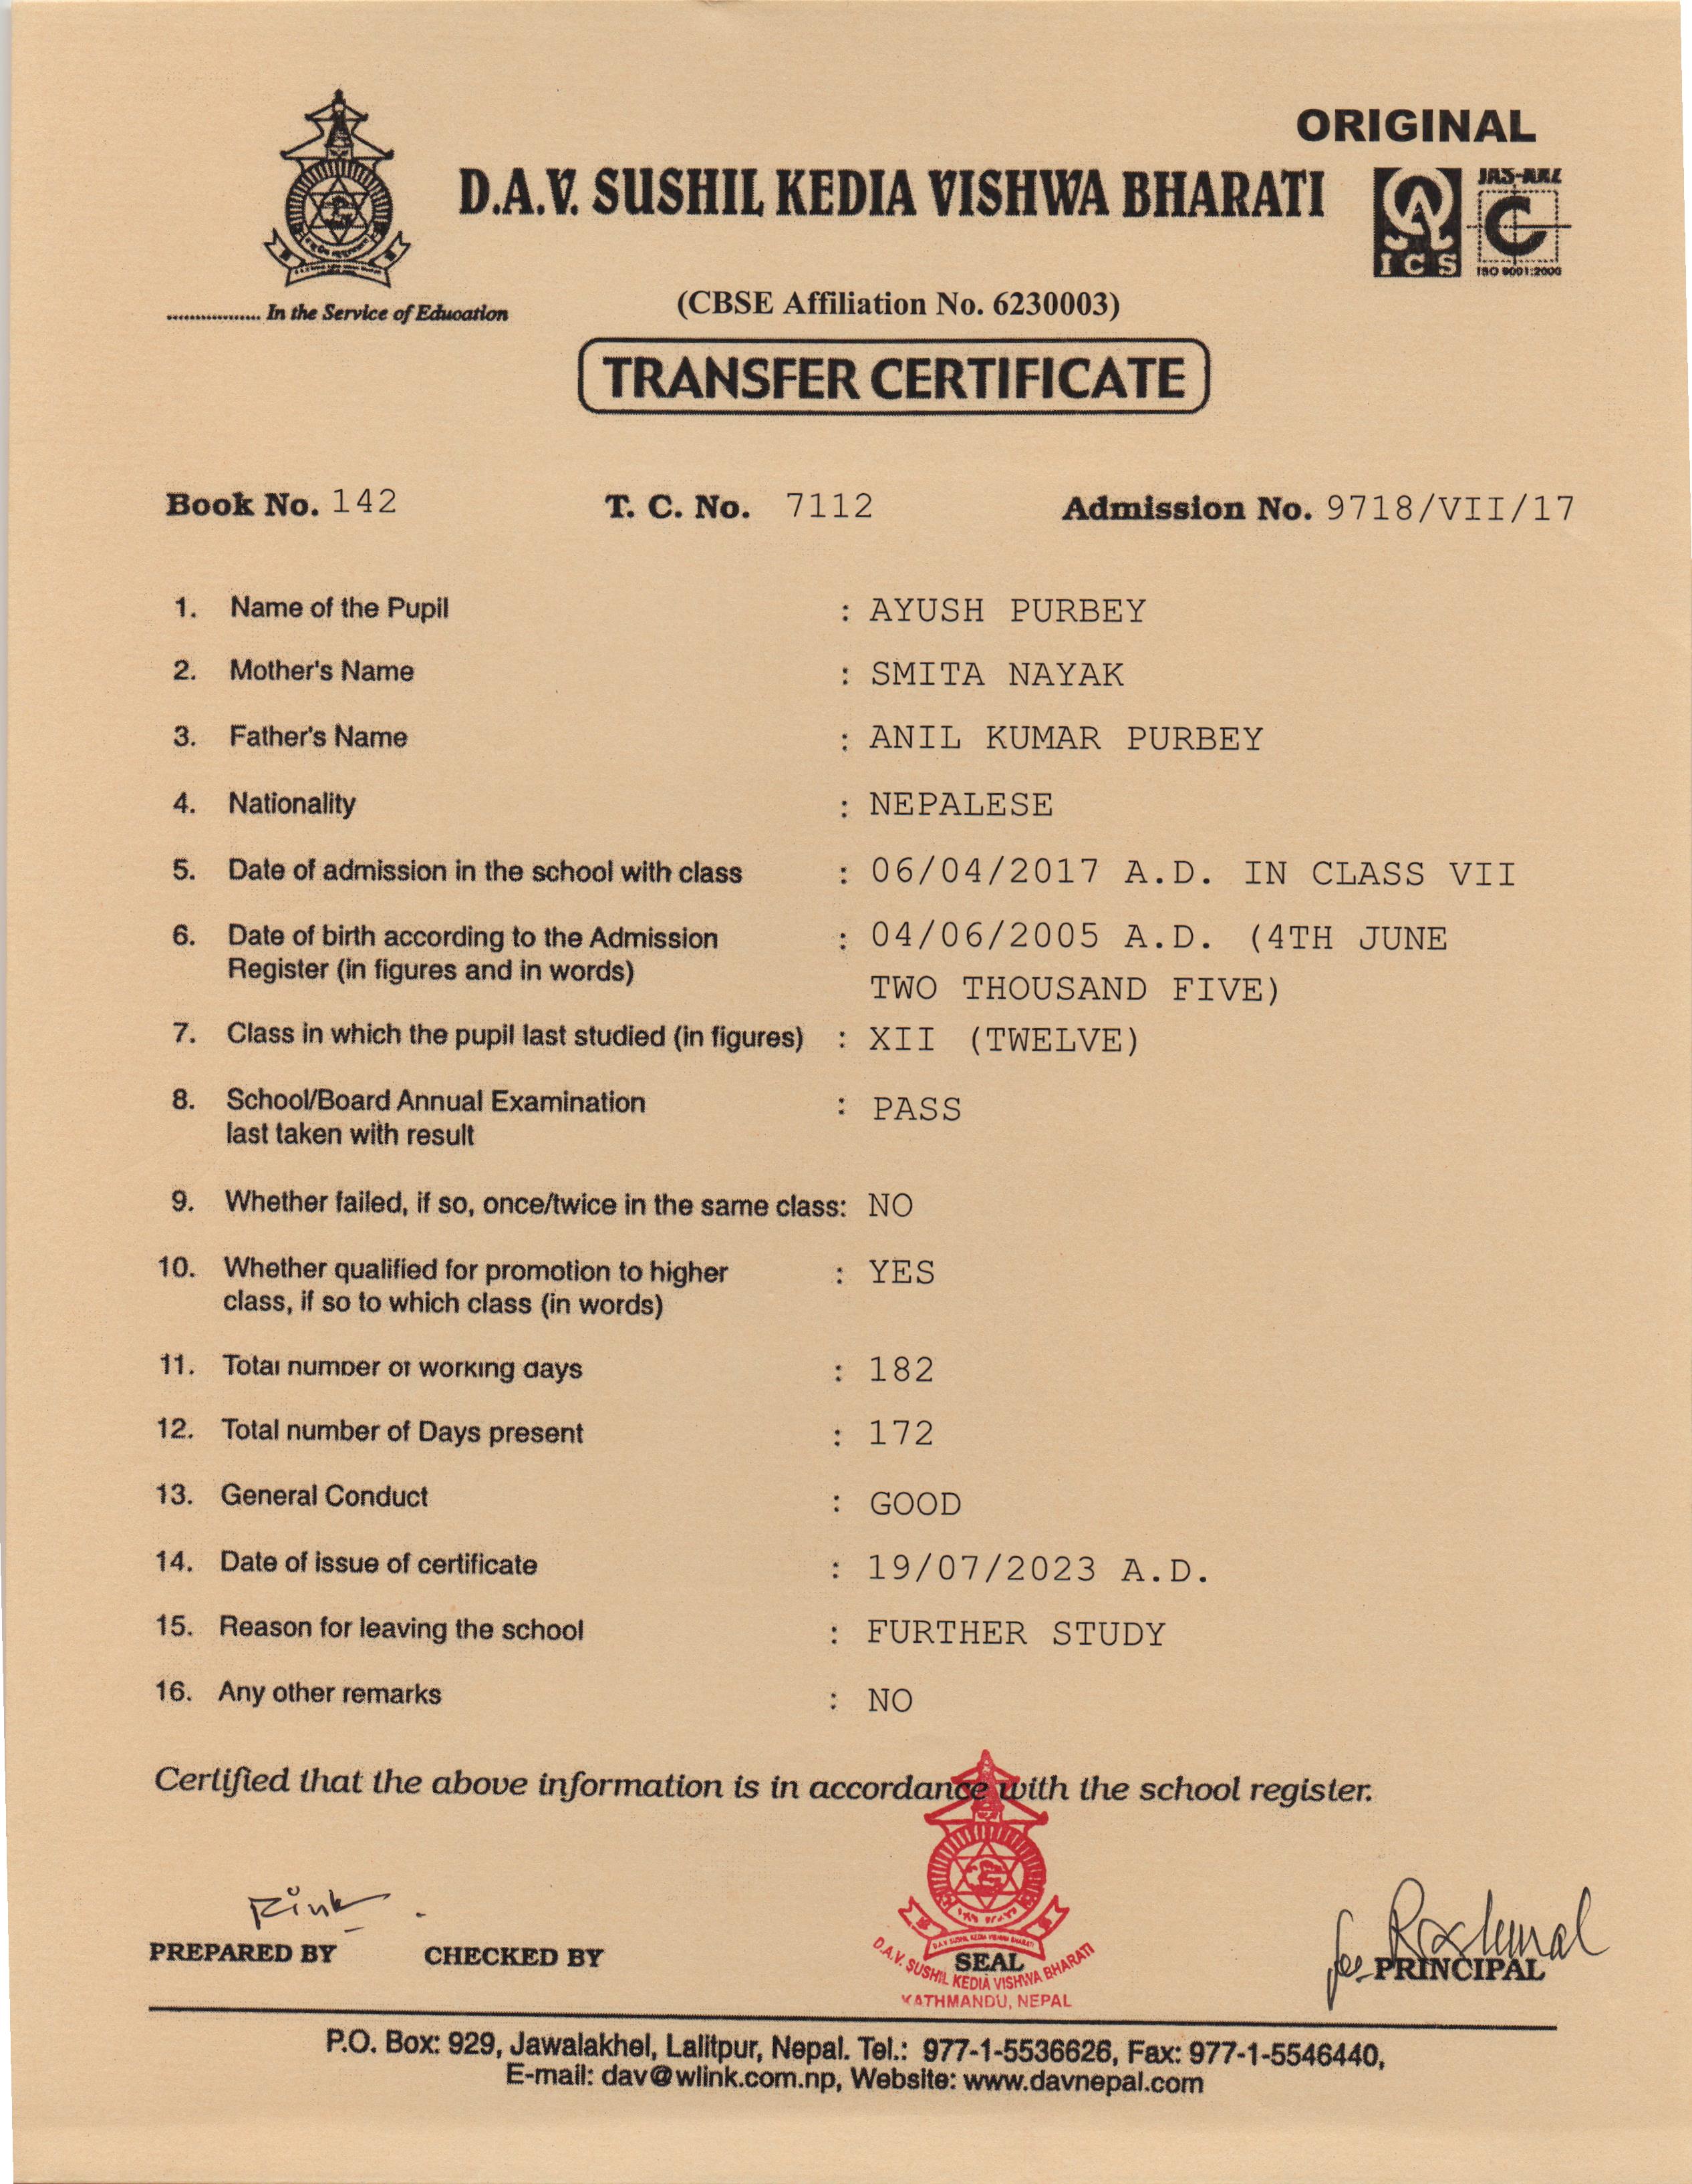 ORIGINAL
D.A.V. SUSHIL KEDIA VISHWA BHARATI
JAS-ANZ
ICS
ISO 9001:2000
.................. In the Service of Education
(CBSE Affiliation No. 6230003)
TRANSFER CERTIFICATE
Book No. 142 T. C. No. 7112 Admission No. 9718/VII/17
1. Name of the Pupil : AYUSH PURBEY
2. Mother's Name : SMITA NAYAK
3. Father's Name : ANIL KUMAR PURBEY
4. Nationality : NEPALESE
5. Date of admission in the school with class : 06/04/2017 A.D. IN CLASS VII
6. Date of birth according to the Admission : 04/06/2005 A.D. (4TH JUNE
Register (in figures and in words) TWO THOUSAND FIVE)
7. Class in which the pupil last studied (in figures) : XII (TWELVE)
8. School/Board Annual Examination : PASS
last taken with result
9. Whether failed, if so, once/twice in the same class: NO
10. Whether qualified for promotion to higher : YES
class, if so to which class (in words)
11. Total number of working days : 182
12. Total number of Days present : 172
13. General Conduct : GOOD
14. Date of issue of certificate : 19/07/2023 A.D.
15. Reason for leaving the school : FURTHER STUDY
16. Any other remarks : NO
Certified that the above information is in accordance with the school register.
PREPARED BY CHECKED BY SEAL PRINCIPAL
D.A.V. SUSHIL KEDIA VISHWA BHARATI
KATHMANDU, NEPAL
P.O. Box: 929, Jawalakhel, Lalitpur, Nepal. Tel.: 977-1-5536626, Fax: 977-1-5546440,
E-mail: dav@wlink.com.np, Website: www.davnepal.com